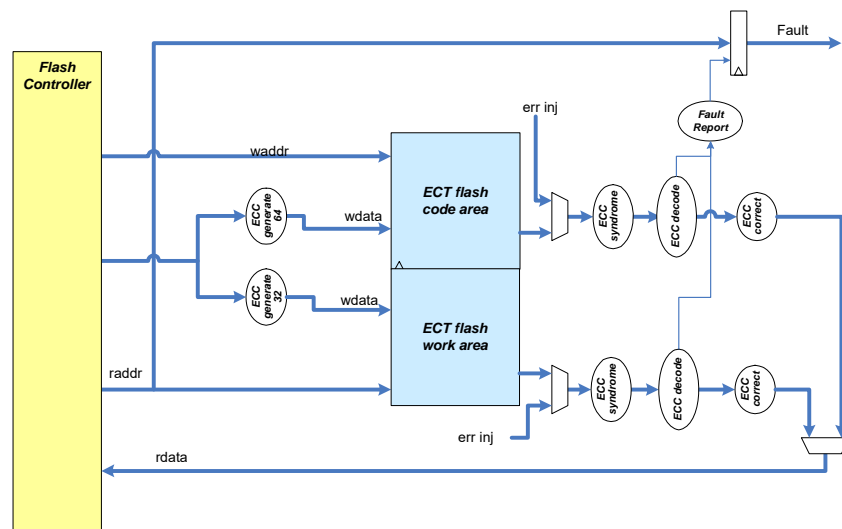 Fault
Flash
Controller
err inj
Fault
Report
waddr
ECT flash
code area
ECC
generate
64
wdata
ECC
syndrome
ECC decode
ECC
correct
ECC
generate
32
wdata
ECT flash
work area
raddr
ECC
syndrome
ECC decode
ECC
correct
err inj
rdata